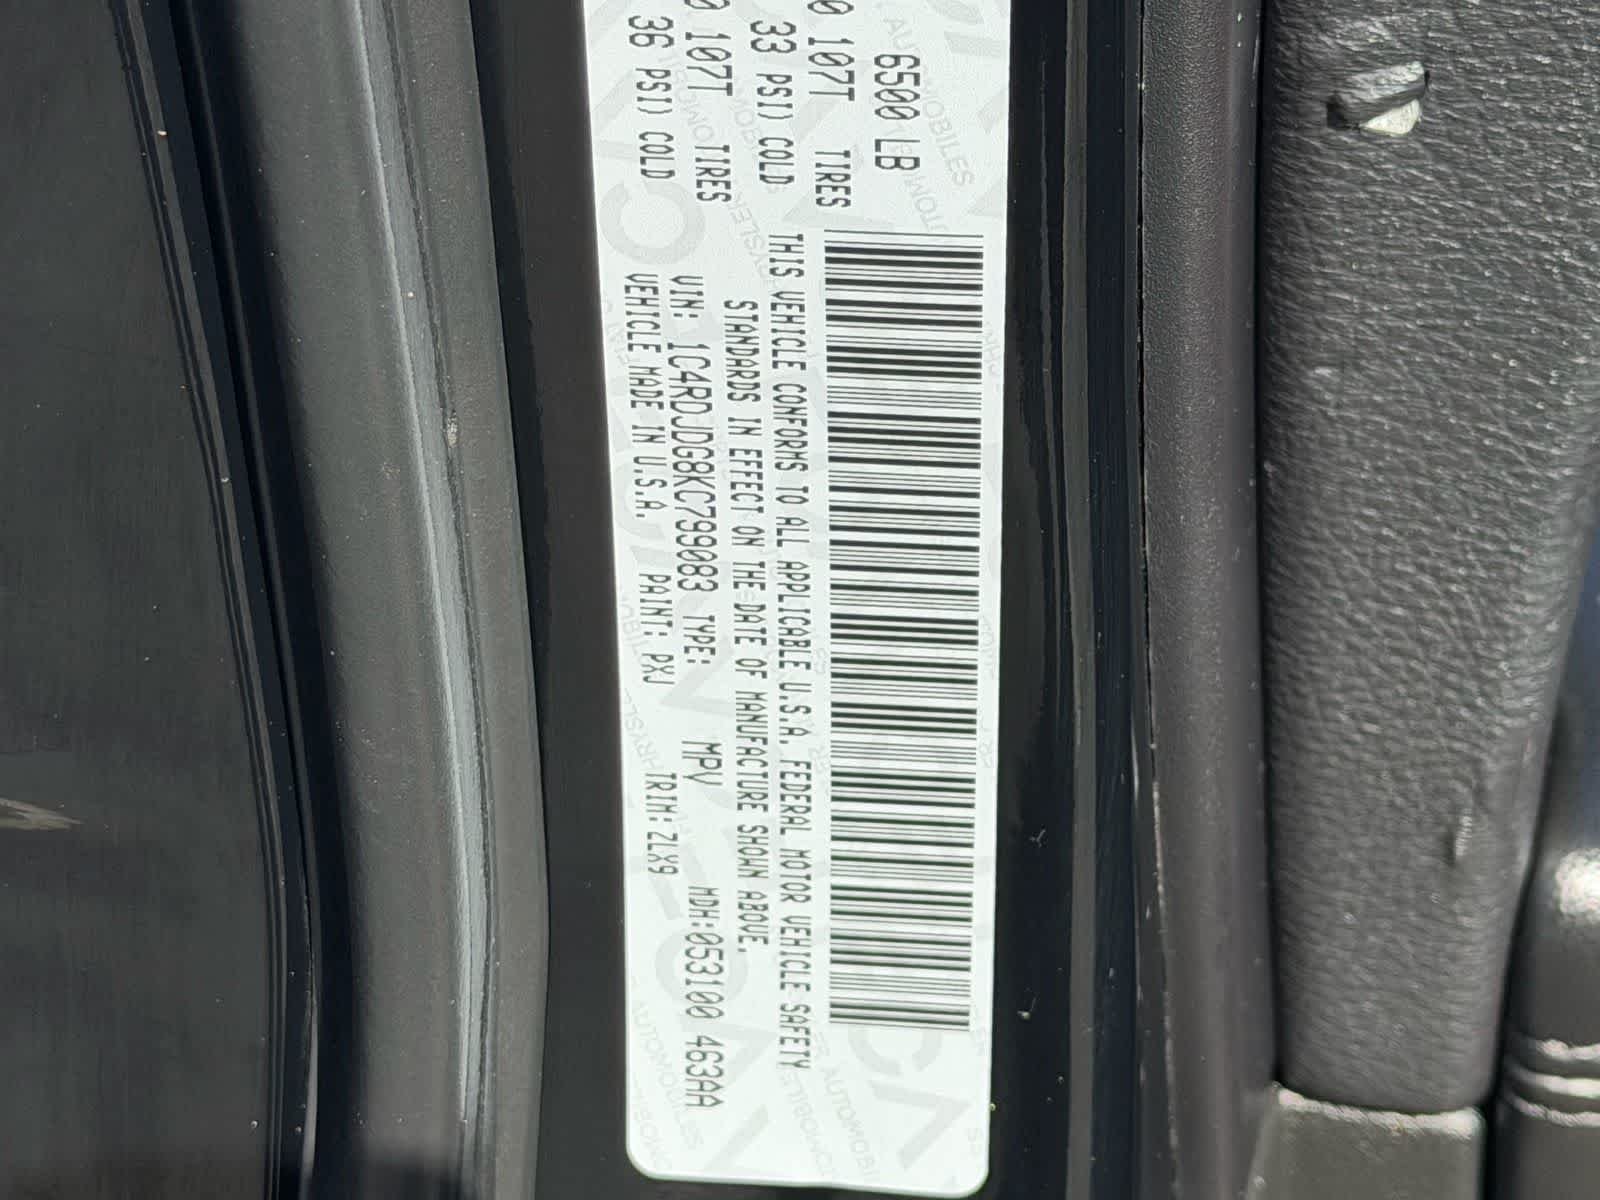 6500 LB
0 107T TIRES
33 PSI) COLD
0 107T TIRES
36 PSI) COLD
THIS VEHICLE CONFORMS TO ALL APPLICABLE U.S.A. FEDERAL MOTOR VEHICLE SAFETY
STANDARDS IN EFFECT ON THE DATE OF MANUFACTURE SHOWN ABOVE.
VIN: 1C4RDJDG8KC799083 TYPE: MPV MDH:053100 463AA
VEHICLE MADE IN U.S.A. PAINT: PXJ TRIM:ZLX9